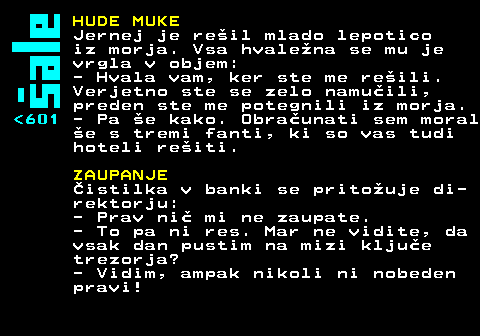 Šale
<601
HUDE MUKE
Jernej je rešil mlado lepotico
iz morja. Vsa hvaležna se mu je
vrgla v objem:
- Hvala vam, ker ste me rešili.
Verjetno ste se zelo namučili,
preden ste me potegnili iz morja.
- Pa še kako. Obračunati sem moral
še s tremi fanti, ki so vas tudi
hoteli rešiti.
ZAUPANJE
Čistilka v banki se pritožuje di-
rektorju:
- Prav nič mi ne zaupate.
- To pa ni res. Mar ne vidite, da
vsak dan pustim na mizi ključe
trezorja?
- Vidim, ampak nikoli ni nobeden
pravi!